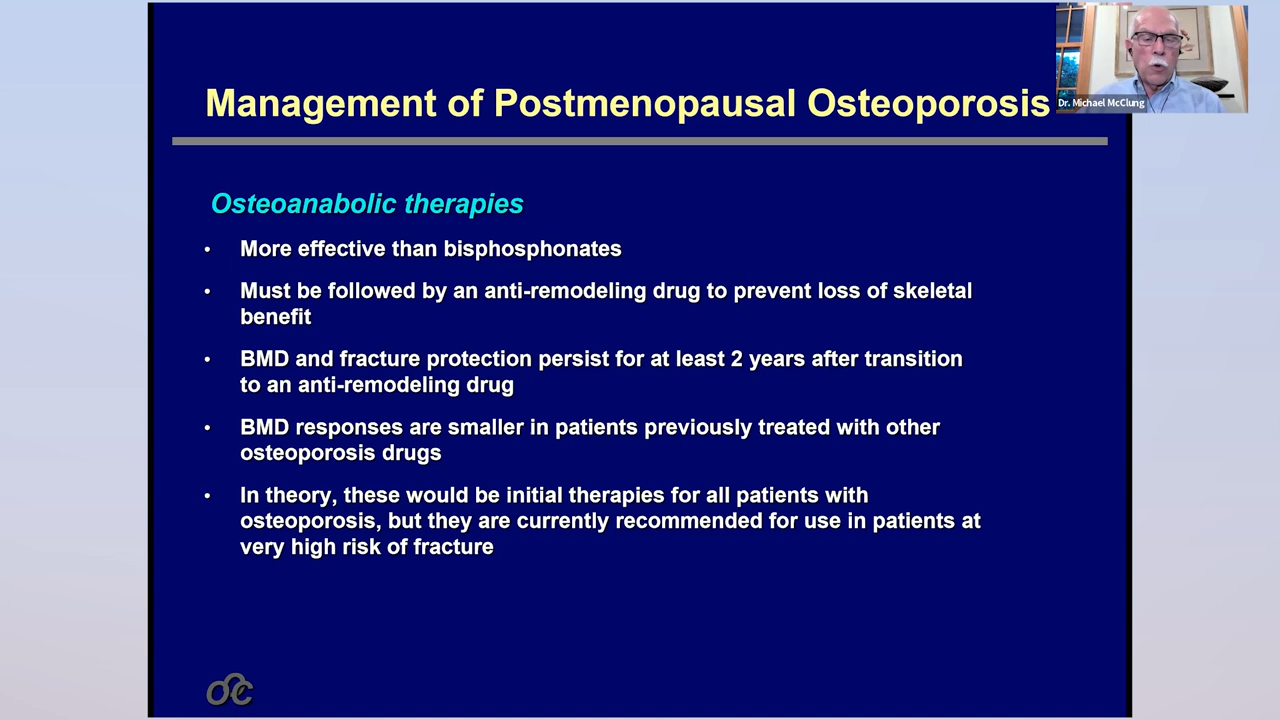 Management of Postmenopausal Osteoporosis
Dr. Michael McClung
Osteoanabolic therapies
• More effective than bisphosphonates
• Must be followed by an anti-remodeling drug to prevent loss of skeletal
benefit
• BMD and fracture protection persist for at least 2 years after transition
to an anti-remodeling drug
• BMD responses are smaller in patients previously treated with other
osteoporosis drugs
• In theory, these would be initial therapies for all patients with
osteoporosis, but they are currently recommended for use in patients at
very high risk of fracture
OC